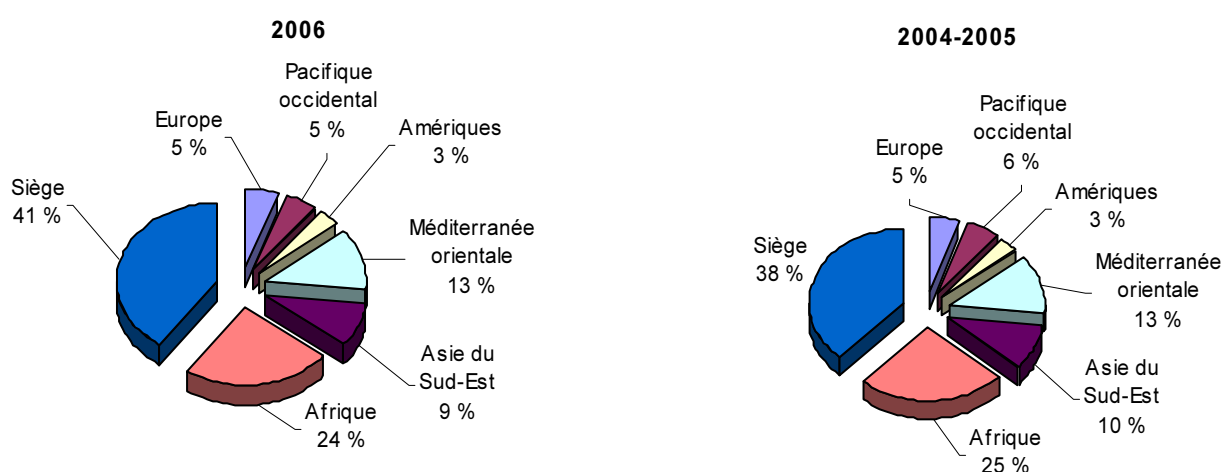 2006
Pacifique
occidental
5 %
Europe
5 %
Amériques
3 %
Siège
41 %
Méditerranée
orientale
13 %
Asie du
Sud-Est
9 %
Afrique
24 %
2004-2005
Pacifique
occidental
6 %
Europe
5 %
Amériques
3 %
Siège
38 %
Méditerranée
orientale
13 %
Asie du
Sud-Est
10 %
Afrique
25 %